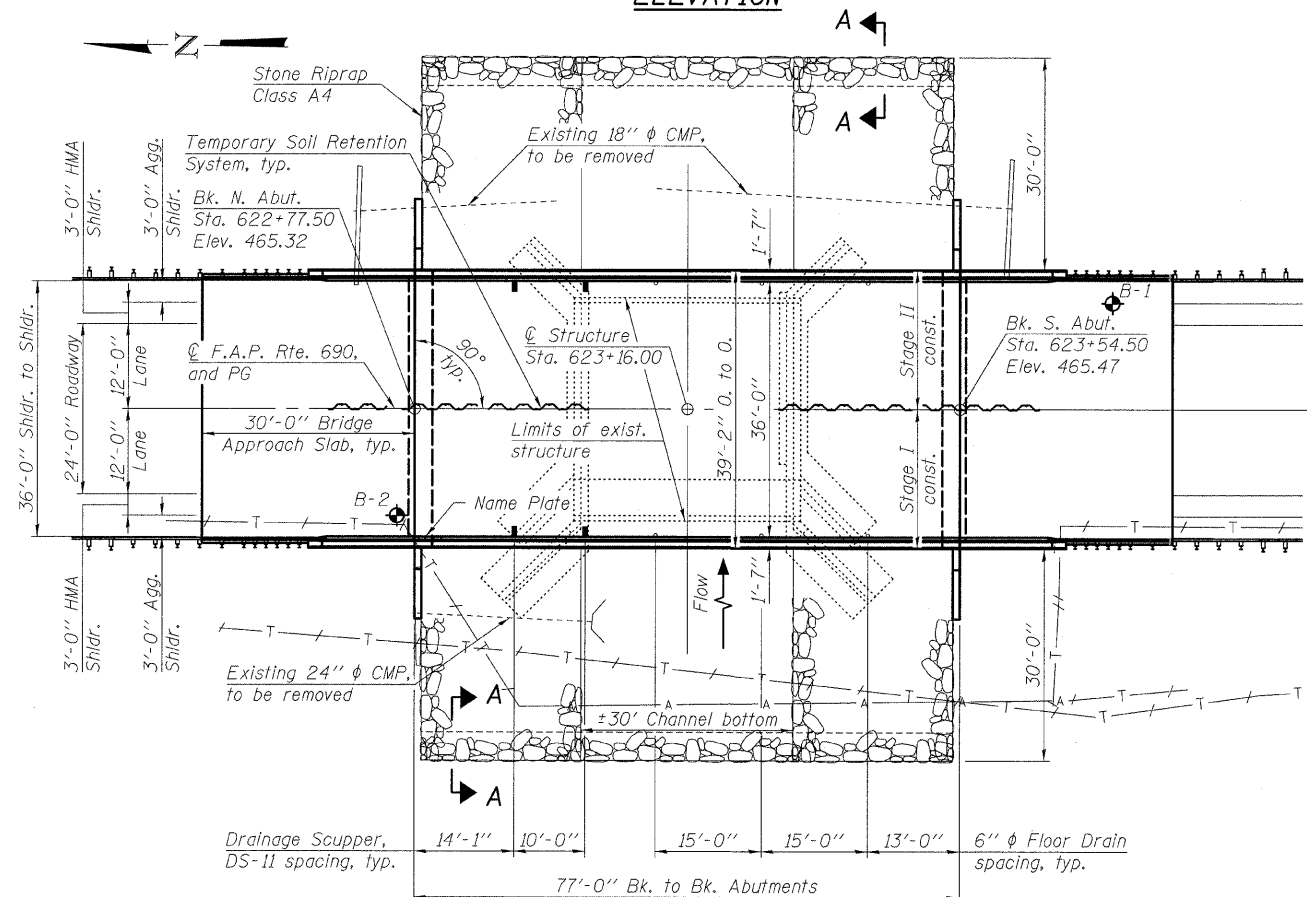 ELEVATION
A
N
Stone Riprap
Class A4
A
Existing 18'' ϕ CMP,
to be removed
Temporary Soil Retention
System, typ.
3'-0'' HMA
Shldr.
3'-0'' Agg.
Shldr.
30'-0''
Bk. N. Abut.
Sta. 622+77.50
Elev. 465.32
1'-7''
B-1
℄ Structure
Sta. 623+16.00
Bk. S. Abut.
Sta. 623+54.50
Elev. 465.47
Stage II
const.
℄ F.A.P. Rte. 690,
and PG
90°
typ.
36'-0'' Shldr. to Shldr.
24'-0'' Roadway
12'-0''
Lane
12'-0''
Lane
30'-0'' Bridge
Approach Slab, typ.
Limits of exist.
structure
39'-2'' O. to O.
36'-0''
Stage I
const.
B-2
Name Plate
T
T
T
T
T
Flow
1'-7''
3'-0'' HMA
Shldr.
3'-0'' Agg.
Shldr.
30'-0''
T
T
T
T
T
T
T
T
T
T
T
T
Existing 24'' ϕ CMP,
to be removed
A
A
A
A
A
A
±30' Channel bottom
A
Drainage Scupper,
DS-11 spacing, typ.
14'-1''
10'-0''
15'-0''
15'-0''
13'-0''
6'' ϕ Floor Drain
spacing, typ.
77'-0'' Bk. to Bk. Abutments